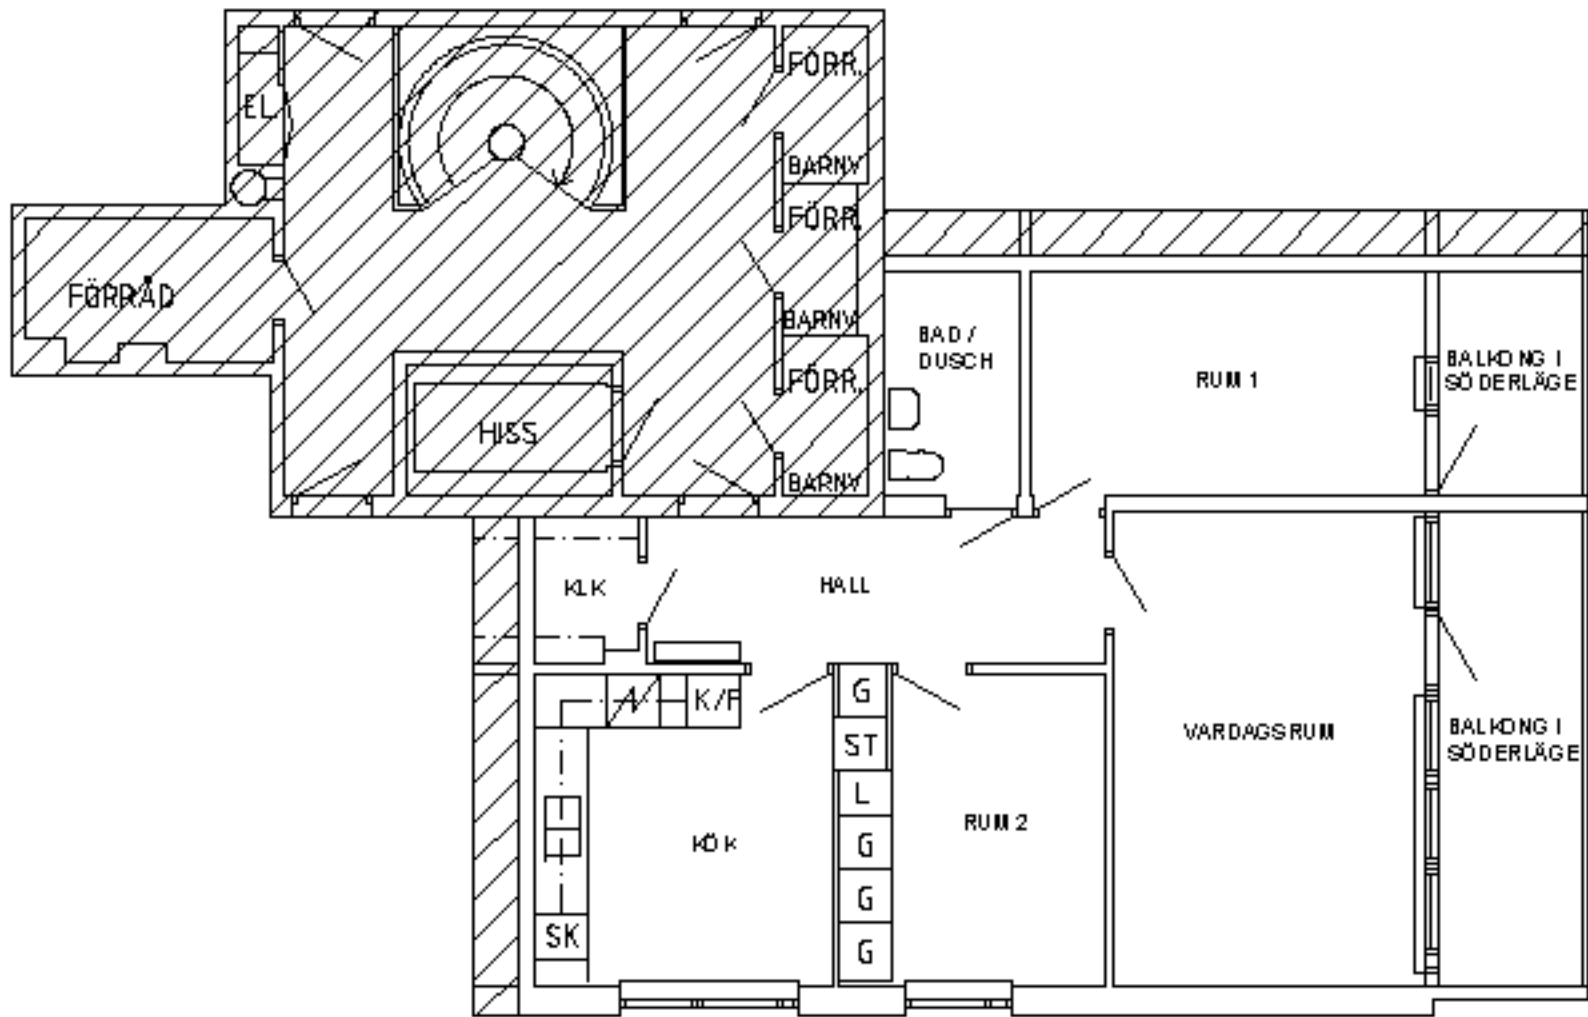 FÖRR.
EL
BARNV
FÖRR.
FÖRRÅD
BARNV
BAD /
DUSCH
FÖRR.
RUM 1
BALKONG I
SÖDERLÄGE
HISS
BARNV
KLK
HALL
G
K/F
ST
VARDAGSRUM
BALKONG I
SÖDERLÄGE
L
RUM 2
KÖK
G
G
SK
G